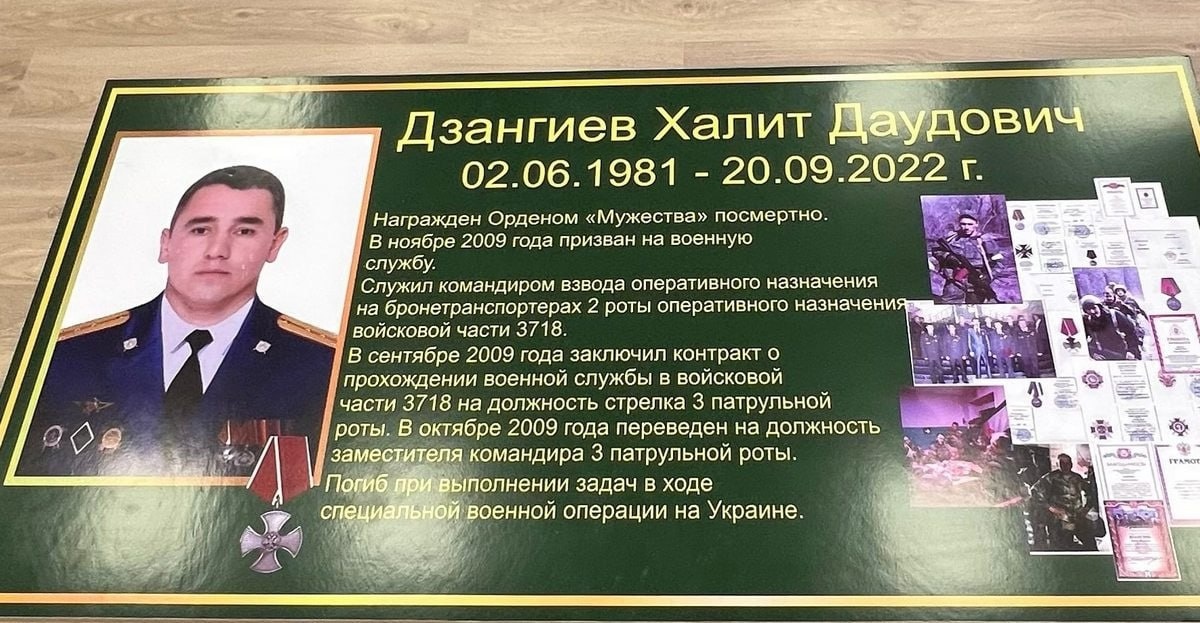 Дзангиев Халит Даудович
02.06.1981 - 20.09.2022 г.
Награжден Орденом «Мужества» посмертно.
В ноябре 2009 года призван на военную
службу.
Служил командиром взвода оперативного назначения
на бронетранспортерах 2 роты оперативного назначения
войсковой части 3718.
В сентябре 2009 года заключил контракт о
прохождении военной службы в войсковой
части 3718 на должность стрелка 3 патрульной
роты. В октябре 2009 года переведен на должность
заместителя командира 3 патрульной роты.
Погиб при выполнении задач в ходе
специальной военной операции на Украине.